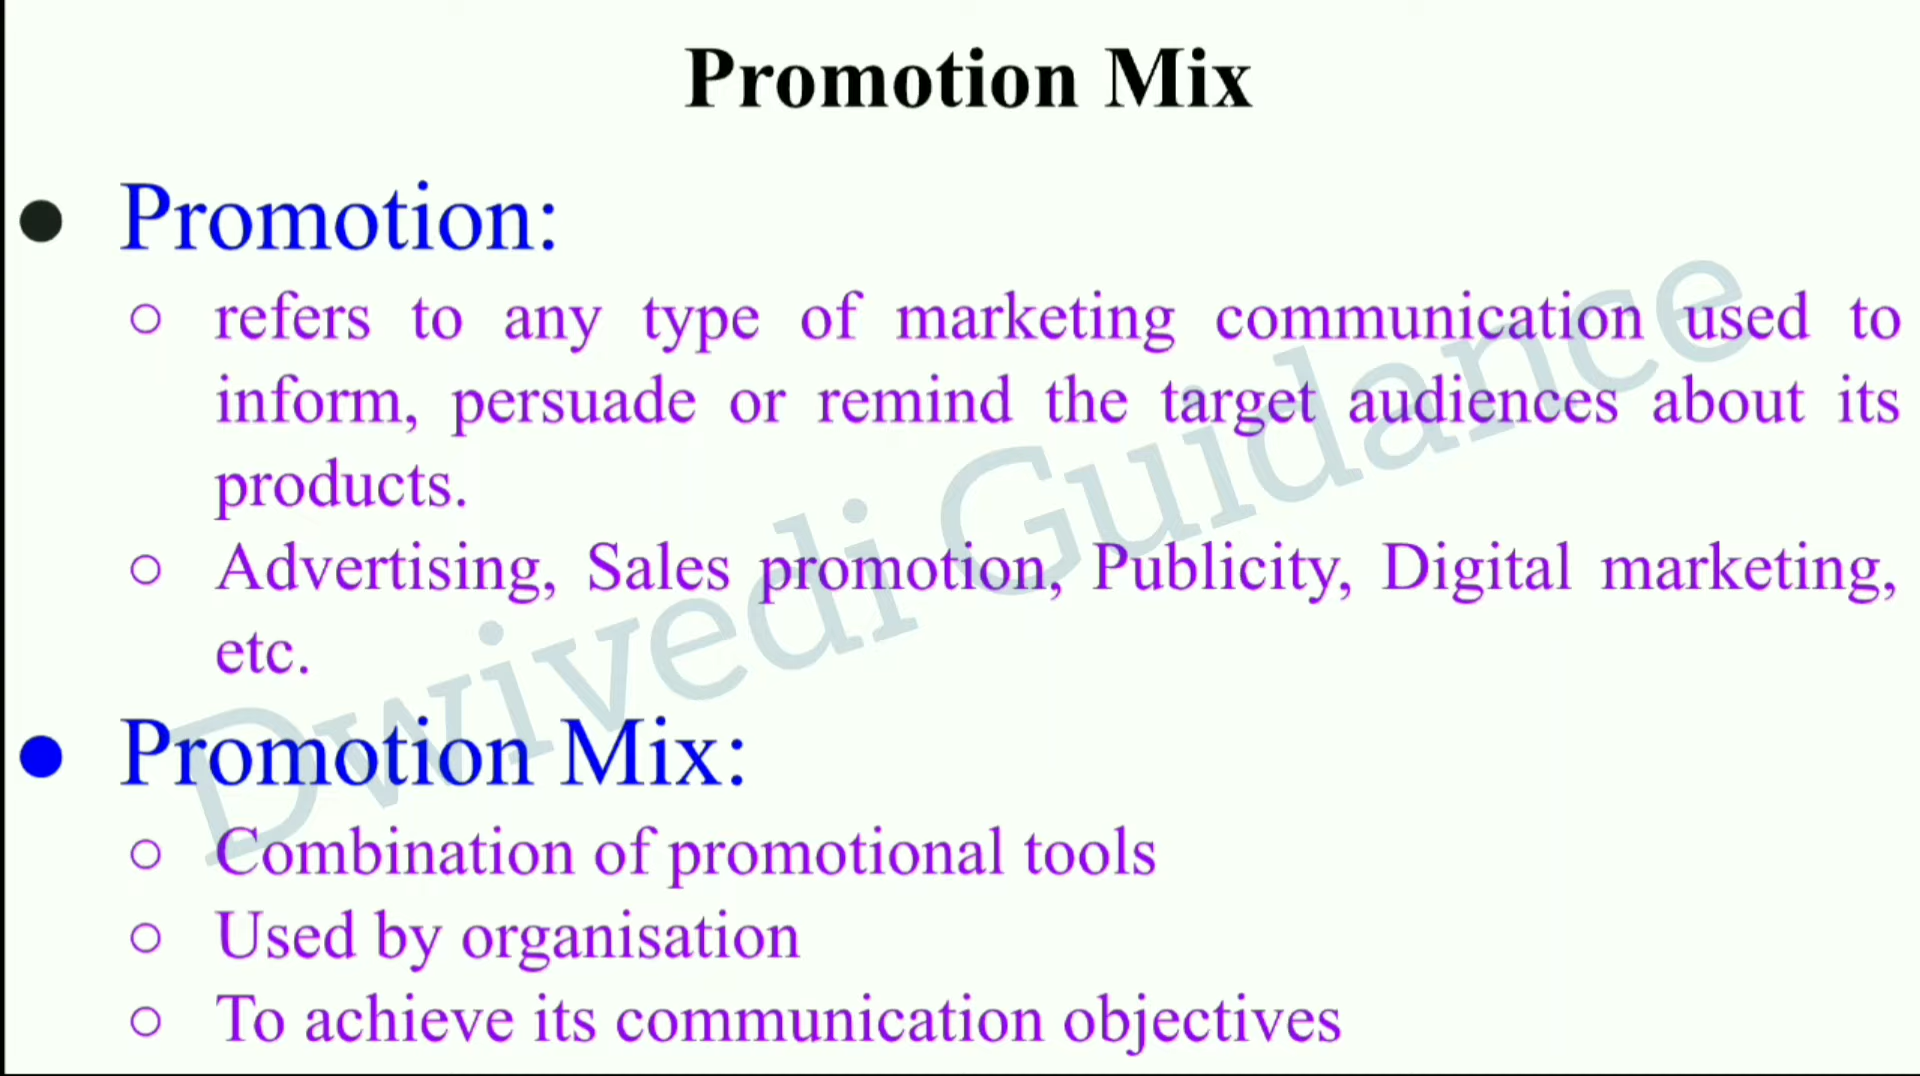 Promotion Mix
● Promotion:
○ refers to any type of marketing communication used to
inform, persuade or remind the target audiences about its
products.
○ Advertising, Sales promotion, Publicity, Digital marketing,
etc.
● Promotion Mix:
○ Combination of promotional tools
○ Used by organisation
○ To achieve its communication objectives
Dwivedi Guidance